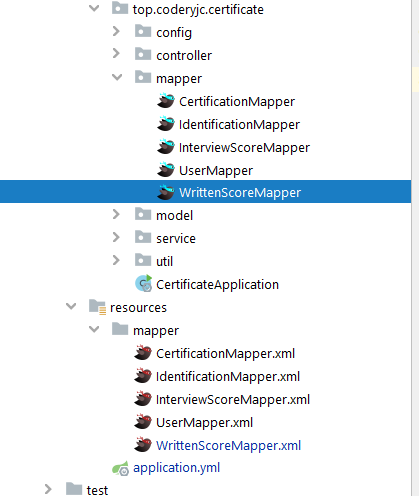 top.coderyjc.certificate
config
controller
mapper
CertificationMapper
IdentificationMapper
InterviewScoreMapper
UserMapper
WrittenScoreMapper
model
service
util
CertificateApplication
resources
mapper
CertificationMapper.xml
IdentificationMapper.xml
InterviewScoreMapper.xml
UserMapper.xml
WrittenScoreMapper.xml
application.yml
test